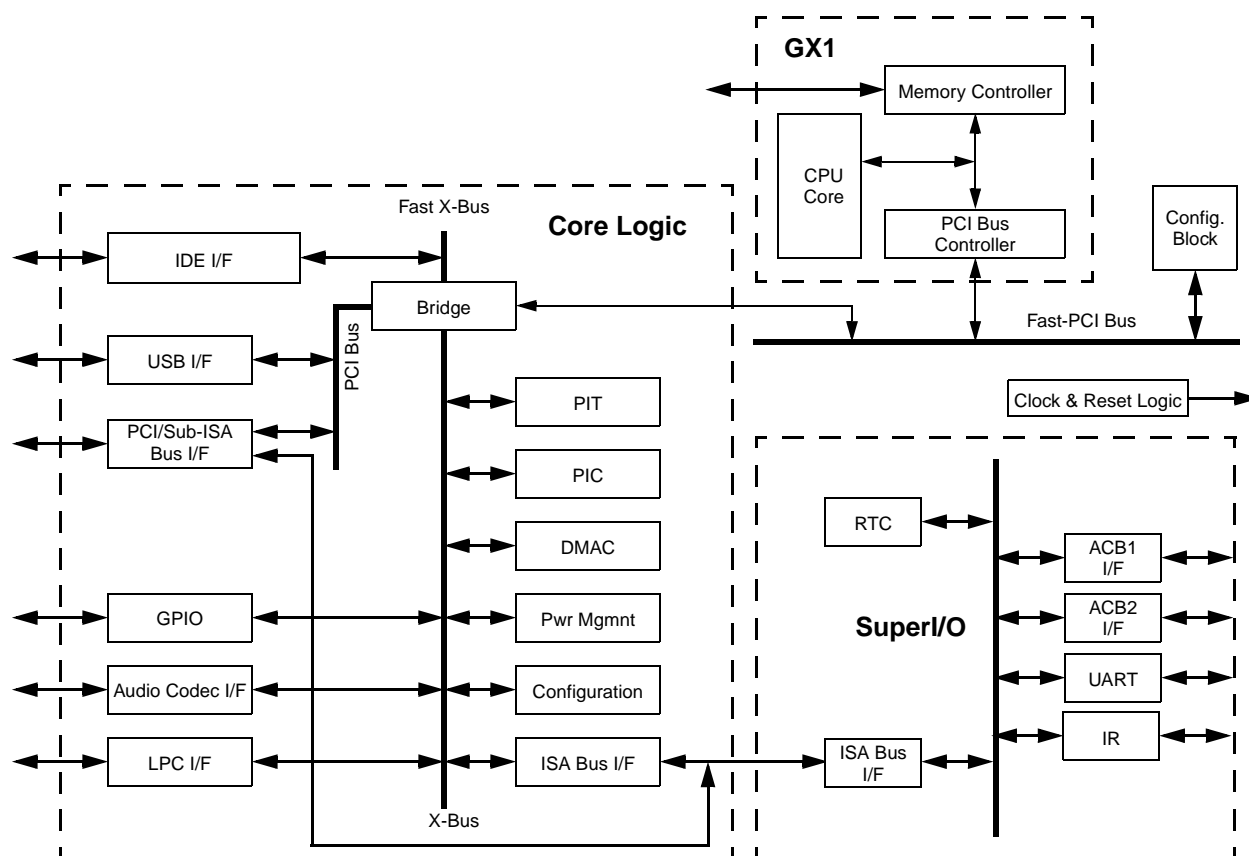 GX1
Memory Controller
CPU
Core
PCI Bus
Controller
Config.
Block
Fast-PCI Bus
Clock & Reset Logic
Fast X-Bus
Core Logic
IDE I/F
Bridge
PCI Bus
USB I/F
PCI/Sub-ISA
Bus I/F
PIT
PIC
DMAC
GPIO
Pwr Mgmnt
Audio Codec I/F
Configuration
LPC I/F
ISA Bus I/F
X-Bus
RTC
ACB1
I/F
ACB2
I/F
SuperI/O
UART
IR
ISA Bus
I/F